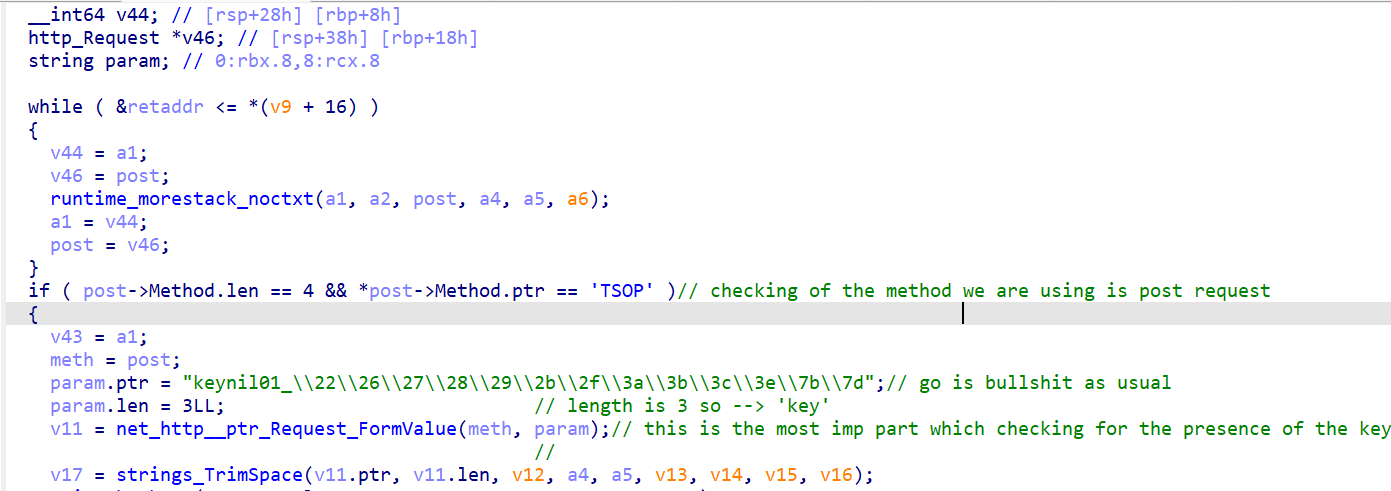 __int64 v44; // [rsp+28h] [rbp+8h]
http_Request *v46; // [rsp+38h] [rbp+18h]
string param; // 0:rbx.8,8:rcx.8
while ( &retaddr <= *(v9 + 16) )
{
v44 = a1;
v46 = post;
runtime_morestack_noctxt(a1, a2, post, a4, a5, a6);
a1 = v44;
post = v46;
}
if ( post->Method.len == 4 && *post->Method.ptr == 'TSOP' )// checking of the method we are using is post request
{
v43 = a1;
meth = post;
param.ptr = "keynil01_\\22\\26\\27\\28\\29\\2b\\2f\\3a\\3b\\3c\\3e\\7b\\7d";// go is bullshit as usual
param.len = 3LL; // length is 3 so --> 'key'
v11 = net_http__ptr_Request_FormValue(meth, param);// this is the most imp part which checking for the presence of the key
//
v17 = strings_TrimSpace(v11.ptr, v11.len, v12, a4, a5, v13, v14, v15, v16);